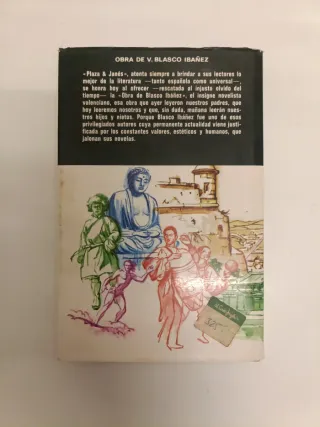 OBRA DE V. BLASCO IBAÑEZ
«Plaza & Janés», atenta siempre a brindar a sus lectores lo
mejor de la literatura —tanto española como universal—,
se honra hoy al ofrecer —rescatada al injusto olvido del
tiempo— la «Obra de Blasco Ibáñez», el insigne novelista
valenciano, esa obra que ayer leyeron nuestros padres, que
hoy leeremos nosotros y que, sin duda, mañana leerán nues-
tros hijos y nietos. Porque Blasco Ibáñez fue uno de esos
privilegiados autores cuya permanente actualidad viene justi-
ficada por los constantes valores, estéticos y humanos, que
jalonan sus novelas.